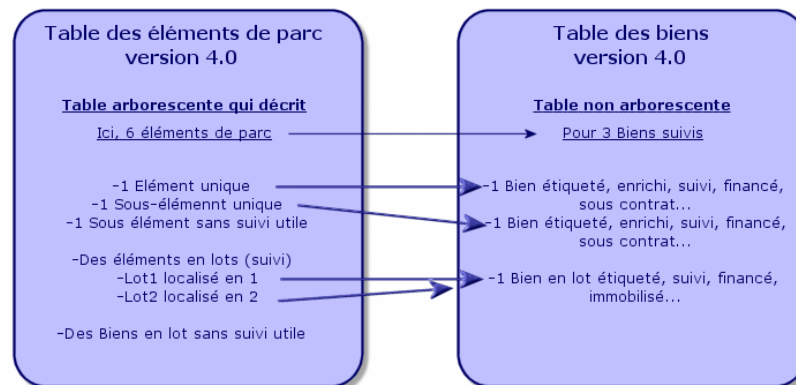 Table des éléments de parc
version 4.0
Table arborescente qui décrit
Ici, 6 éléments de parc
-1 Elément unique
-1 Sous-élémennt unique
-1 Sous élément sans suivi utile
-Des éléments en lots (suivi)
-Lot1 localisé en 1
-Lot2 localisé en 2
-Des Biens en lot sans suivi utile
Table des biens
version 4.0
Table non arborescente
Pour 3 Biens suivis
-1 Bien étiqueté, enrichi, suivi, financé,
sous contrat...
-1 Bien étiqueté, enrichi, suivi, financé,
sous contrat...
-1 Bien en lot étiqueté, suivi, financé,
immobilisé...